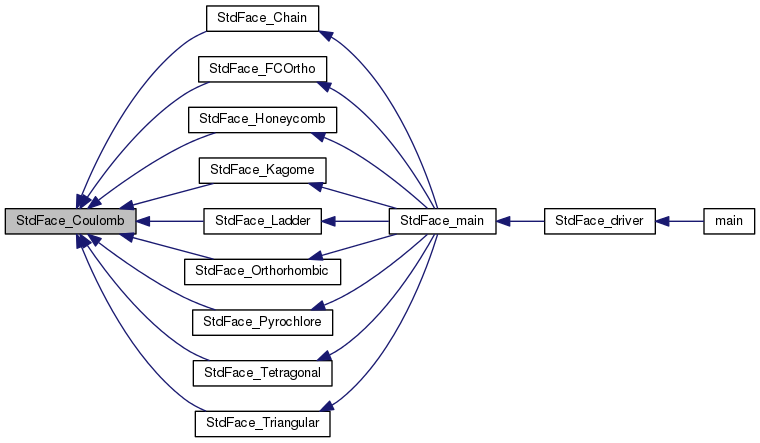 StdFace_Chain
StdFace_FCOrtho
StdFace_Honeycomb
StdFace_Kagome
StdFace_Coulomb
StdFace_Ladder
StdFace_main
StdFace_driver
main
StdFace_Orthorhombic
StdFace_Pyrochlore
StdFace_Tetragonal
StdFace_Triangular